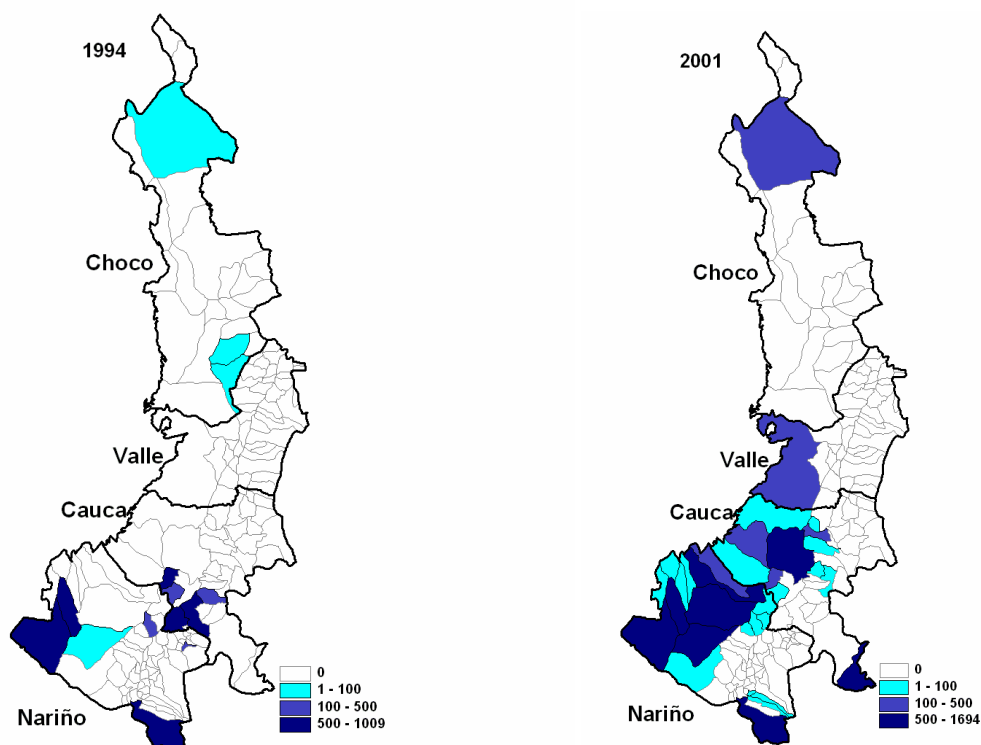 1994
Choco
Valle
Cauca
Nariño
0
1 - 100
100 - 500
500 - 1009
2001
Choco
Valle
Cauca
Nariño
0
1 - 100
100 - 500
500 - 1694